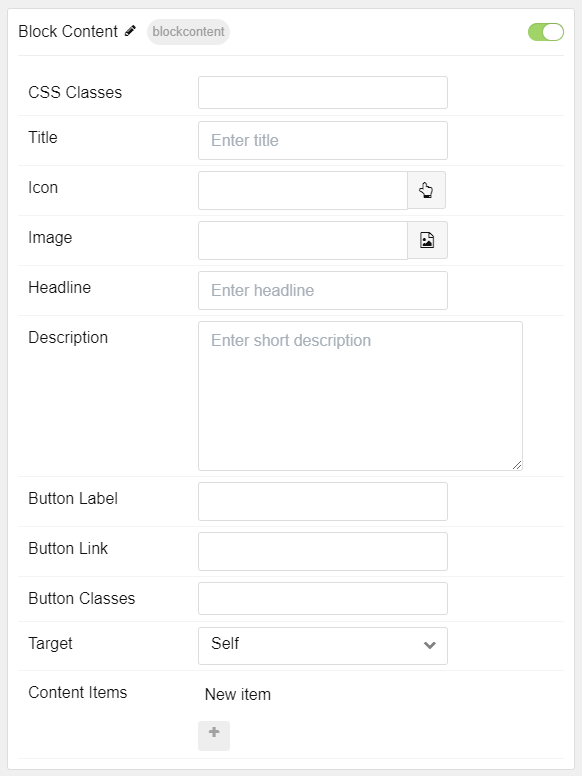 Block Content blockcontent
CSS Classes
Title Enter title
Icon
Image
Headline Enter headline
Description Enter short description
Button Label
Button Link
Button Classes
Target Self
Content Items New item
+